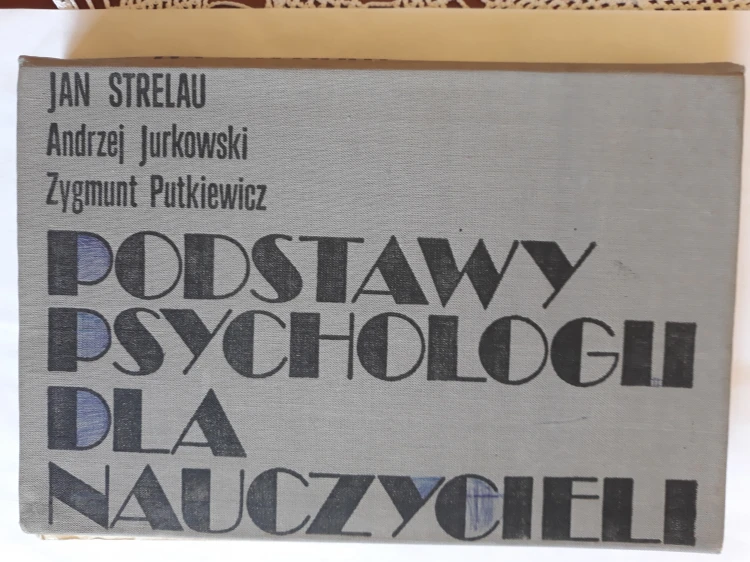 JAN STRELAU
Andrzej Jurkowski
Zygmunt Putkiewicz
PODSTAWY
PSYCHOLOGII
DLA
NAUCZYCIELI